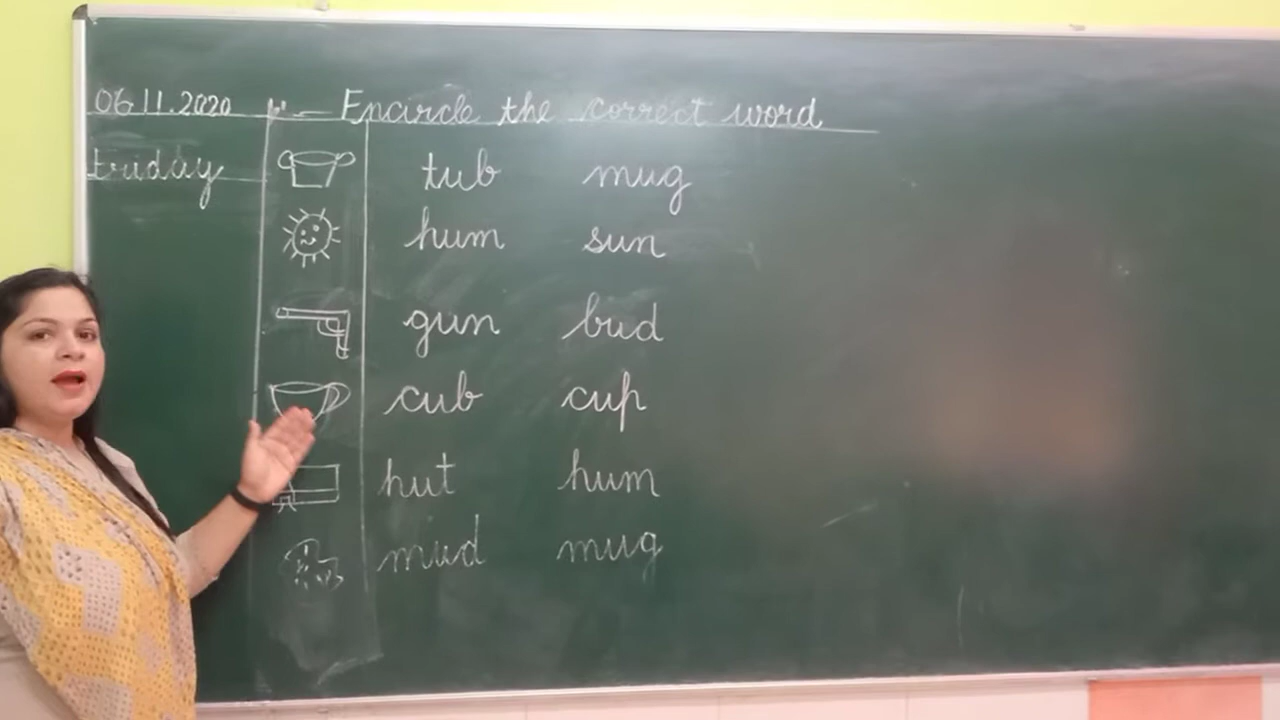 06.11.2020 Encircle the correct word
Friday tub mug
hum sun
gun bud
cub cup
hut hum
mud mug